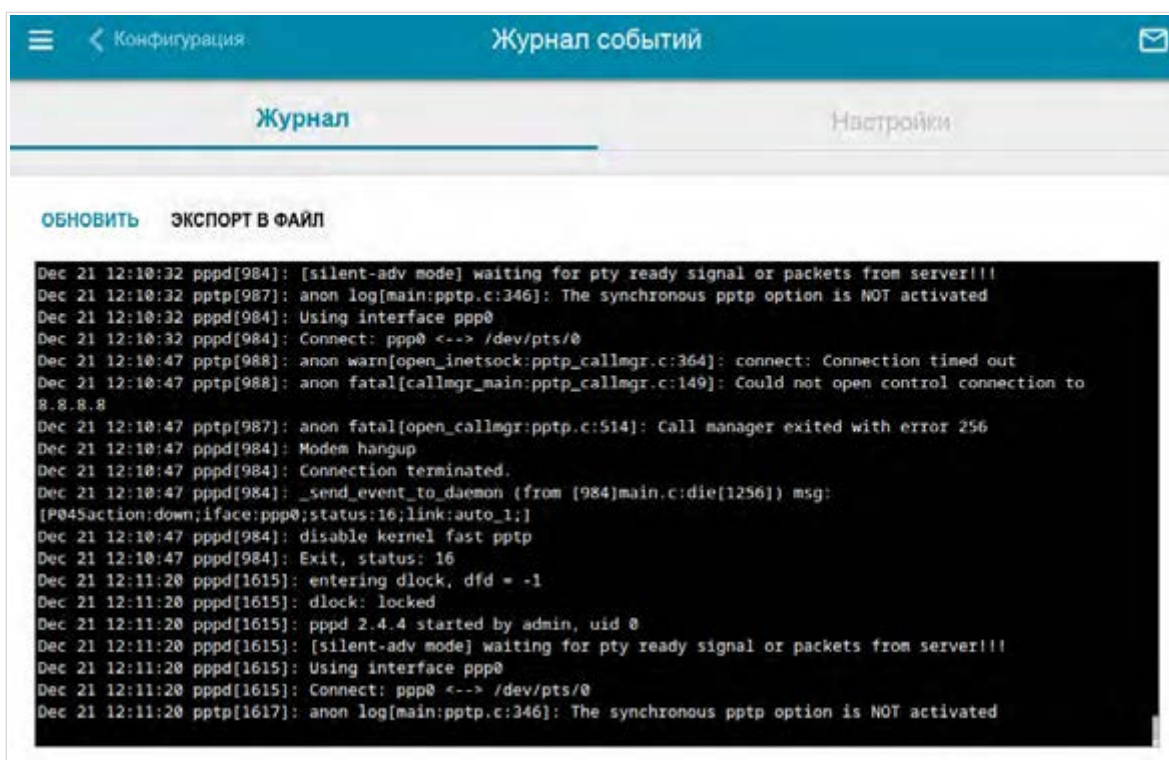 Конфигурация
Журнал событий
Журнал
Настройки
ОБНОВИТЬ ЭКСПОРТ В ФАЙЛ
Dec 21 12:10:32 pppd[984]: [silent-adv mode] waiting for pty ready signal or packets from server!!!
Dec 21 12:10:32 pptp[987]: anon log[main:pptp.c:346]: The synchronous pptp option is NOT activated
Dec 21 12:10:32 pppd[984]: Using interface ppp0
Dec 21 12:10:32 pppd[984]: Connect: ppp0 <--> /dev/pts/0
Dec 21 12:10:47 pptp[988]: anon warn[open_inetsock:pptp_callmgr.c:364]: connect: Connection timed out
Dec 21 12:10:47 pptp[988]: anon fatal[callmgr_main:pptp_callmgr.c:149]: Could not open control connection to
8.8.8.8
Dec 21 12:10:47 pptp[987]: anon fatal[open_callmgr:pptp.c:514]: Call manager exited with error 256
Dec 21 12:10:47 pppd[984]: Modem hangup
Dec 21 12:10:47 pppd[984]: Connection terminated.
Dec 21 12:10:47 pppd[984]: _send_event_to_daemon (from [984]main.c:die[1256]) msg:
[P045action:down;iface:ppp0;status:16;link:auto_1;]
Dec 21 12:10:47 pppd[984]: disable kernel fast pptp
Dec 21 12:10:47 pppd[984]: Exit, status: 16
Dec 21 12:11:20 pppd[1615]: entering dlock, dfd = -1
Dec 21 12:11:20 pppd[1615]: dlock: locked
Dec 21 12:11:20 pppd[1615]: pppd 2.4.4 started by admin, uid 0
Dec 21 12:11:20 pppd[1615]: [silent-adv mode] waiting for pty ready signal or packets from server!!!
Dec 21 12:11:20 pppd[1615]: Using interface ppp0
Dec 21 12:11:20 pppd[1615]: Connect: ppp0 <--> /dev/pts/0
Dec 21 12:11:20 pptp[1617]: anon log[main:pptp.c:346]: The synchronous pptp option is NOT activated